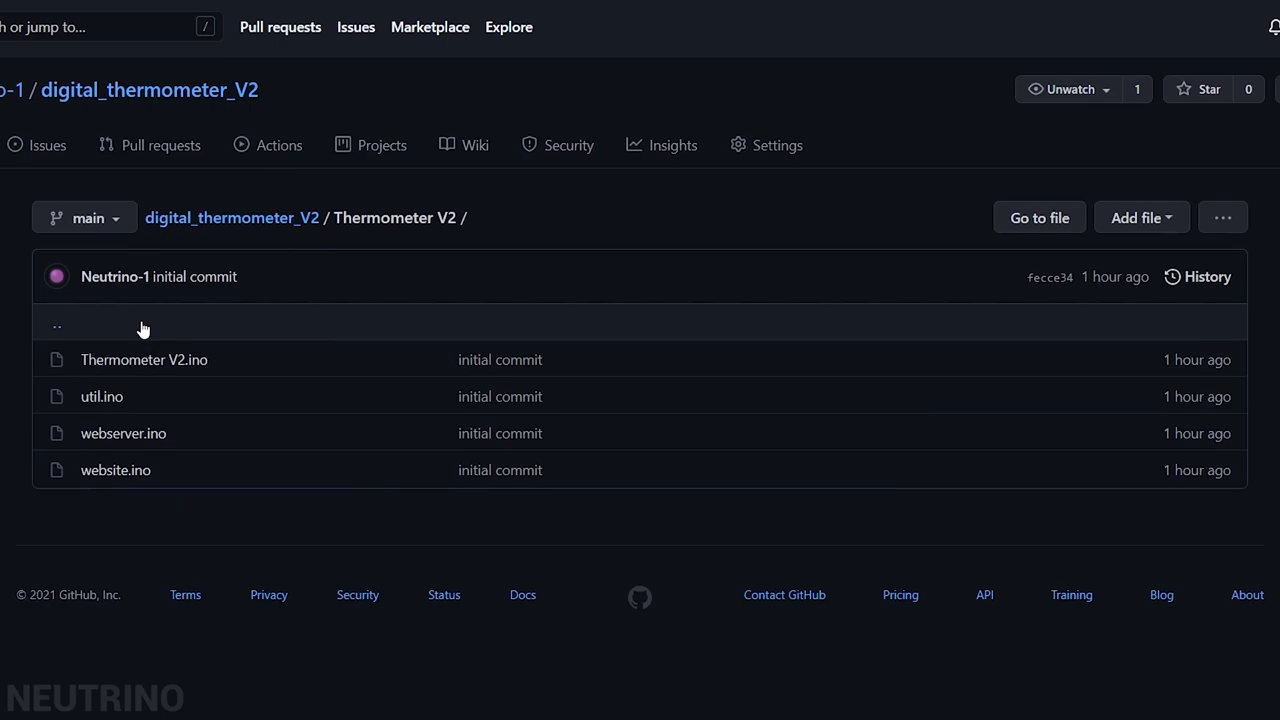 h or jump to... / Pull requests Issues Marketplace Explore
o-1 / digital_thermometer_V2 Unwatch 1 Star 0
Issues Pull requests Actions Projects Wiki Security Insights Settings
main digital_thermometer_V2 / Thermometer V2 / Go to file Add file ...
Neutrino-1 initial commit fecce34 1 hour ago History
..
Thermometer V2.ino initial commit 1 hour ago
util.ino initial commit 1 hour ago
webserver.ino initial commit 1 hour ago
website.ino initial commit 1 hour ago
© 2021 GitHub, Inc. Terms Privacy Security Status Docs Contact GitHub Pricing API Training Blog About
NEUTRINO